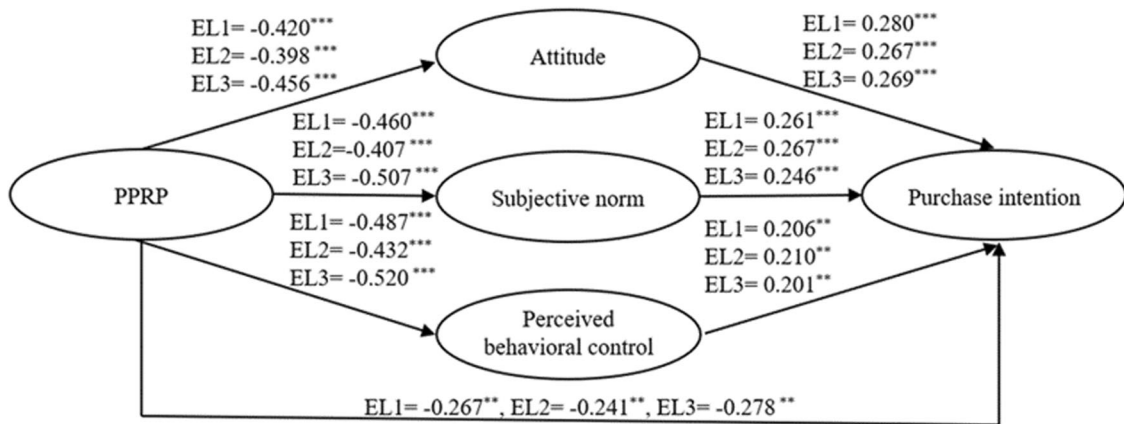 EL1= -0.420***
EL2= -0.398***
EL3= -0.456***
Attitude
EL1= 0.280***
EL2= 0.267***
EL3= 0.269***
EL1= -0.460***
EL2=-0.407***
EL3= -0.507***
EL1= 0.261***
EL2= 0.267***
EL3= 0.246***
PPRP
Subjective norm
Purchase intention
EL1= -0.487***
EL2= -0.432***
EL3= -0.520***
EL1= 0.206**
EL2= 0.210**
EL3= 0.201**
Perceived
behavioral control
EL1= -0.267**, EL2= -0.241**, EL3= -0.278**